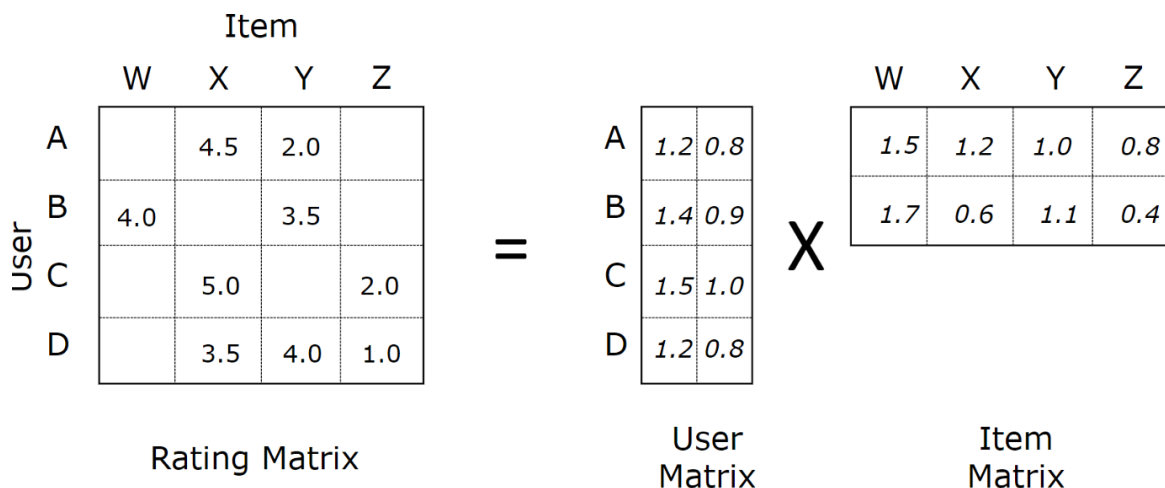 Item
W X Y Z W X Y Z
A 4.5 2.0 A 1.2 0.8 1.5 1.2 1.0 0.8
B 4.0 3.5 B 1.4 0.9 1.7 0.6 1.1 0.4
User = X
C 5.0 2.0 C 1.5 1.0
D 3.5 4.0 1.0 D 1.2 0.8
Rating Matrix
User
Matrix
Item
Matrix